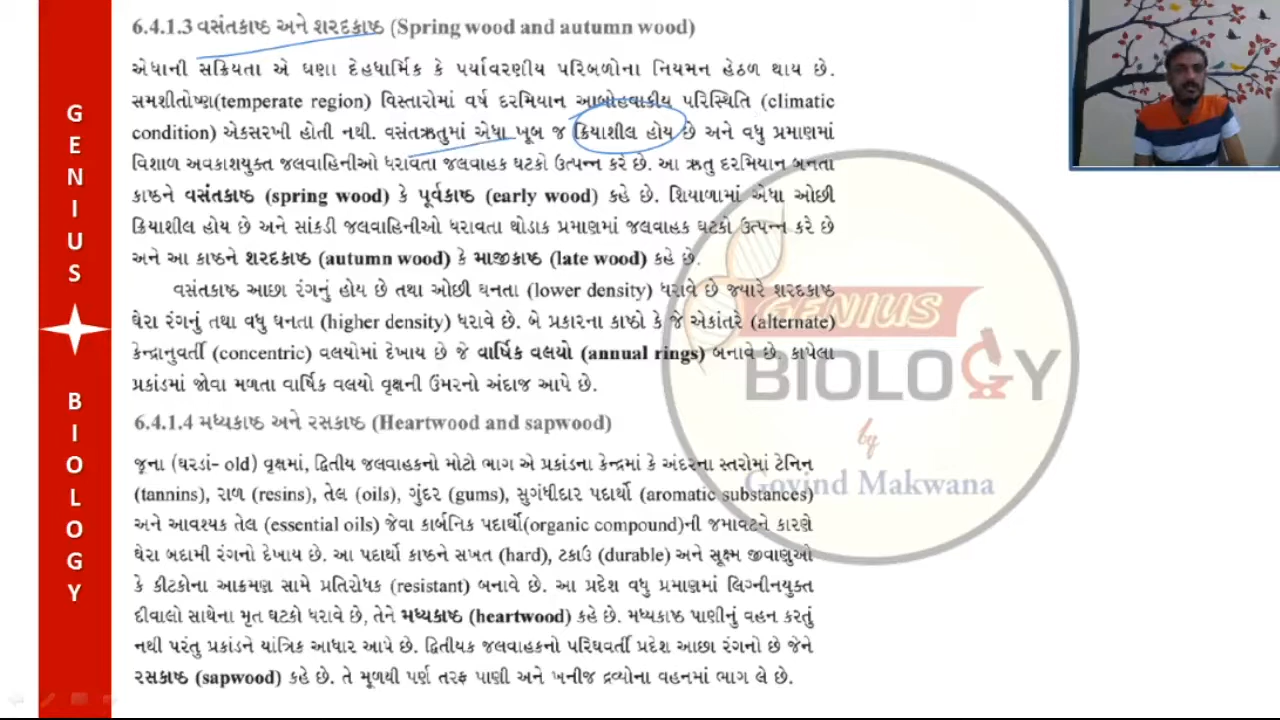 6.4.1.3 વસંતકાષ્ઠ અને શરદકાષ્ઠ (Spring wood and autumn wood)
એધાની સક્રિયતા એ ઘણા દેહધાર્મિક કે પર્યાવરણીય પરિબળોના નિયમન હેઠળ થાય છે.
સમશીતોષ્ણ(temperate region) વિસ્તારોમાં વર્ષ દરમિયાન આબોહવાકીય પરિસ્થિતિ (climatic
condition) એકસરખી હોતી નથી. વસંતઋતુમાં એધા ખૂબ જ ક્રિયાશીલ હોય છે અને વધુ પ્રમાણમાં
વિશાળ અવકાશયુક્ત જલવાહિનીઓ ધરાવતા જલવાહક ઘટકો ઉત્પન્ન કરે છે. આ ઋતુ દરમિયાન બનતા
કાષ્ઠને વસંતકાષ્ઠ (spring wood) કે પૂર્વકાષ્ઠ (early wood) કહે છે. શિયાળામાં એધા ઓછી
ક્રિયાશીલ હોય છે અને સાંકડી જલવાહિનીઓ ધરાવતા થોડાક પ્રમાણમાં જલવાહક ઘટકો ઉત્પન્ન કરે છે
અને આ કાષ્ઠને શરદકાષ્ઠ (autumn wood) કે માજીકાષ્ઠ (late wood) કહે છે.
વસંતકાષ્ઠ આછા રંગનું હોય છે તથા ઓછી ઘનતા (lower density) ધરાવે છે જ્યારે શરદકાષ્ઠ
ઘેરા રંગનું તથા વધુ ઘનતા (higher density) ધરાવે છે. બે પ્રકારના કાષ્ઠો કે જે એકાંતરે (alternate)
કેન્દ્રાનુવર્તી (concentric) વલયોમાં દેખાય છે જે વાર્ષિક વલયો (annual rings) બનાવે છે. કાપેલા
પ્રકાંડમાં જોવા મળતા વાર્ષિક વલયો વૃક્ષની ઉમરનો અંદાજ આપે છે.
6.4.1.4 મધ્યકાષ્ઠ અને રસકાષ્ઠ (Heartwood and sapwood)
જૂના (ઘરડાં- old) વૃક્ષમાં, દ્વિતીય જલવાહકનો મોટો ભાગ એ પ્રકાંડના કેન્દ્રમાં કે અંદરના સ્તરોમાં ટેનિન
(tannins), રાળ (resins), તેલ (oils), ગુંદર (gums), સુગંધીદાર પદાર્થો (aromatic substances)
અને આવશ્યક તેલ (essential oils) જેવા કાર્બનિક પદાર્થો(organic compound)ની જમાવટને કારણે
ઘેરા બદામી રંગનો દેખાય છે. આ પદાર્થો કાષ્ઠને સખત (hard), ટકાઉ (durable) અને સૂક્ષ્મ જીવાણુઓ
કે કીટકોના આક્રમણ સામે પ્રતિરોધક (resistant) બનાવે છે. આ પ્રદેશ વધુ પ્રમાણમાં લિગ્નીનયુક્ત
દીવાલો સાથેના મૃત ઘટકો ધરાવે છે, તેને મધ્યકાષ્ઠ (heartwood) કહે છે. મધ્યકાષ્ઠ પાણીનું વહન કરતું
નથી પરંતુ પ્રકાંડને યાંત્રિક આધાર આપે છે. દ્વિતીયક જલવાહકનો પરિઘવર્તી પ્રદેશ આછા રંગનો છે જેને
રસકાષ્ઠ (sapwood) કહે છે. તે મૂળથી પર્ણ તરફ પાણી અને ખનીજ દ્રવ્યોના વહનમાં ભાગ લે છે.
GENIUS
BIOLOGY
GENIUS
BIOLOGY
by
Govind Makwana